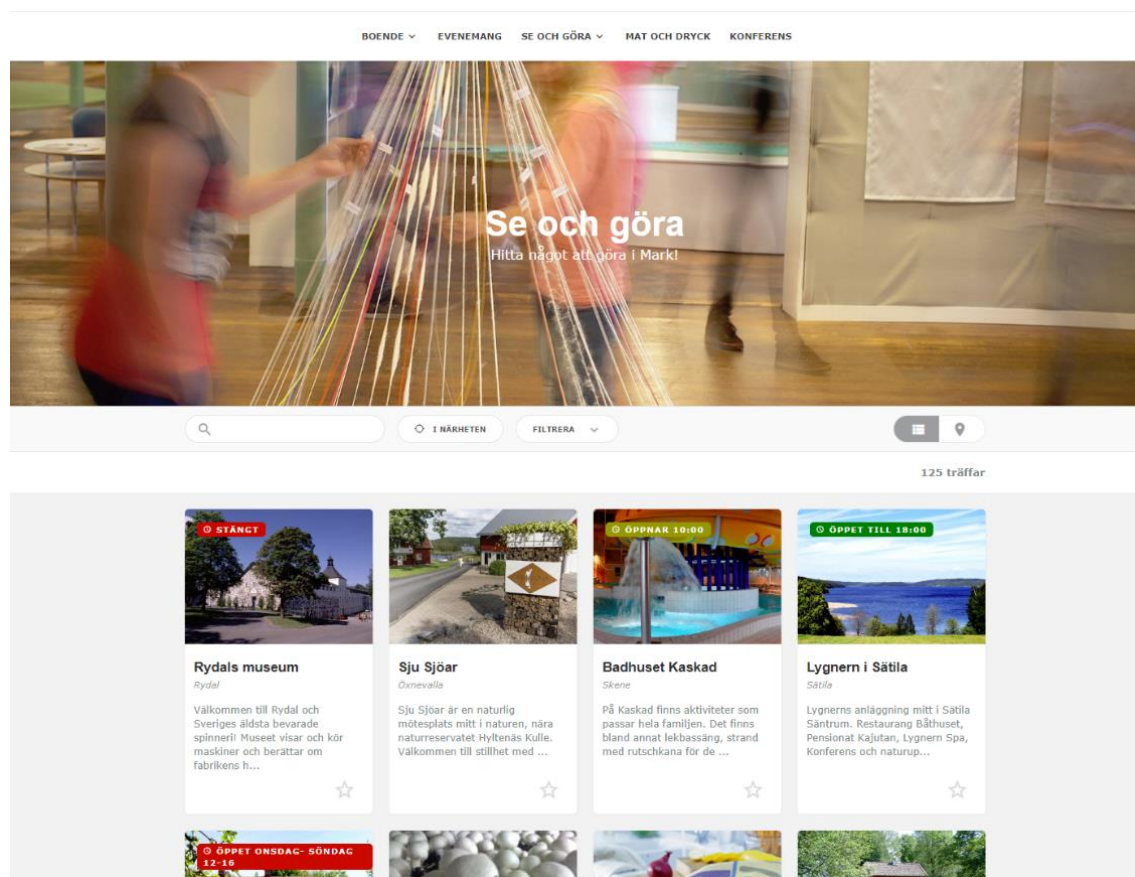 BOENDE EVENEMANG SE OCH GÖRA MAT OCH DRYCK KONFERENS
Se och göra
Hitta något att göra i Mark!
I NÄRHETEN FILTRERA
125 träffar
STÄNGT
Rydals museum
Rydal
Välkommen till Rydal och
Sveriges äldsta bevarade
spinneri! Museet visar och kör
maskiner och berättar om
fabrikens h...
Sju Sjöar
Öxnevalla
Sju Sjöar är en naturlig
mötesplats mitt i naturen, nära
naturreservatet Hyltenäs Kulle.
Välkommen till stillhet med ...
ÖPPNAR 10:00
Badhuset Kaskad
Skene
På Kaskad finns aktiviteter som
passar hela familjen. Det finns
bland annat lekbassäng, strand
med rutschkana för de ...
ÖPPET TILL 18:00
Lygnern i Sätila
Sätila
Lygnerns anläggning mitt i Sätila
Säntrum. Restaurang Båthuset,
Pensionat Kajutan, Lygnern Spa,
Konferens och naturup...
ÖPPET ONSDAG- SÖNDAG
12-16